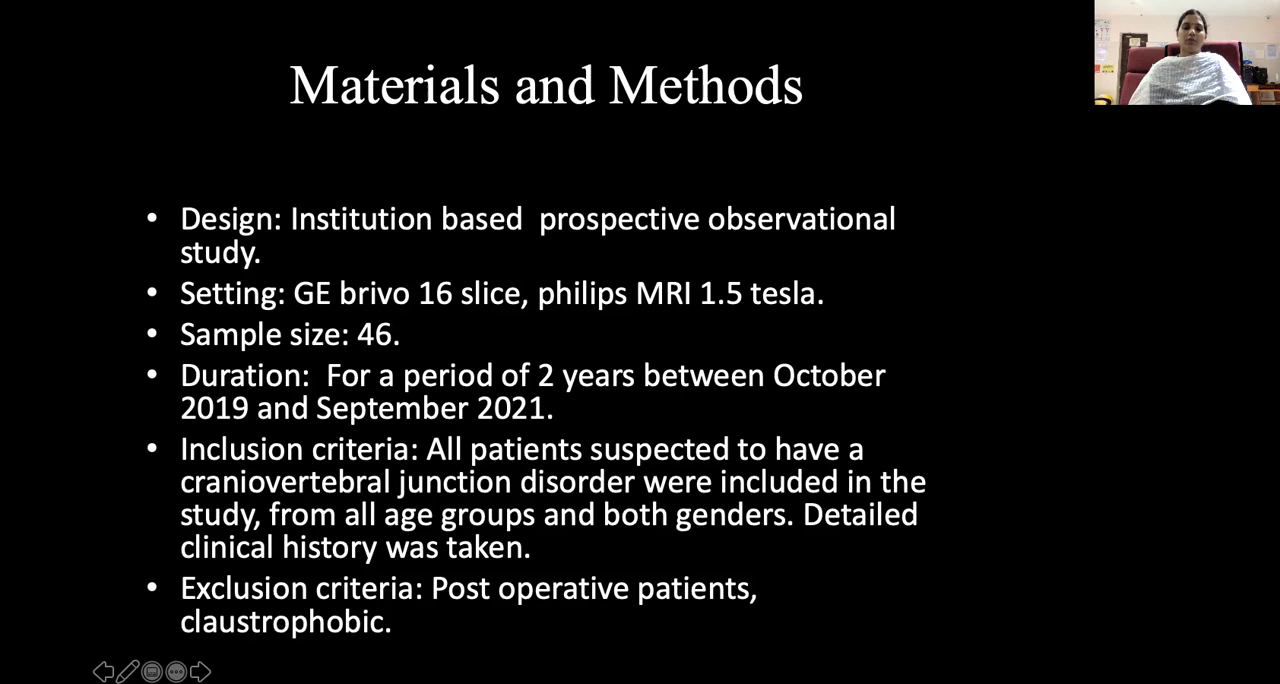 Materials and Methods
• Design: Institution based  prospective observational
study.
• Setting: GE brivo 16 slice, philips MRI 1.5 tesla.
• Sample size: 46.
• Duration:  For a period of 2 years between October
2019 and September 2021.
• Inclusion criteria: All patients suspected to have a
craniovertebral junction disorder were included in the
study, from all age groups and both genders. Detailed
clinical history was taken.
• Exclusion criteria: Post operative patients,
claustrophobic.